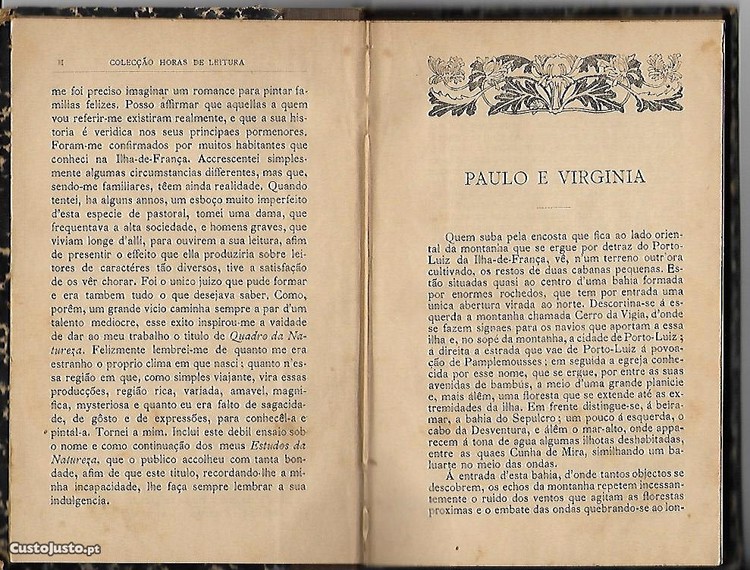 COLECÇÃO HORAS DE LEITURA
me foi preciso imaginar um romance para pintar fa-
milias felizes. Posso affirmar que aquellas a quem
vou referir-me existiram realmente, e que a sua his-
toria é veridica nos seus principaes pormenores.
Foram-me confirmados por muitos habitantes que
conheci na Ilha-de-França. Accrescentei simples-
mente algumas circumstancias differentes, mas que,
sendo-me familiares, têem ainda realidade. Quando
tentei, ha alguns annos, um esboço muito imperfeito
d'esta especie de pastoral, tomei uma dama, que
frequentava a alta sociedade, e homens graves, que
viviam longe d'alli, para ouvirem a sua leitura, afim
de presentir o effeito que ella produziria sobre lei-
tores de caractéres tão diversos, tive a satisfação
de os vêr chorar. Foi o unico juizo que pude formar
e era tambem tudo o que desejava saber. Como,
porêm, um grande vicio caminha sempre a par d'um
talento mediocre, esse exito inspirou-me a vaidade
de dar ao meu trabalho o titulo de Quadro da Na-
tureza. Felizmente lembrei-me de quanto me era
estranho o proprio clima em que nasci; quanto n'es-
sa região em que, como simples viajante, vira essas
producções, região rica, variada, amavel, magni-
fica, mysteriosa e quanto eu era falto de sagacida-
de, de gôsto e de expressões, para conhecêl-a e
pintal-a. Tornei a mim. Inclui este debil ensaio sob
o nome e como continuação dos meus Estudos da
Natureza, que o publico accolheu com tanta bon-
dade, afim de que este titulo, recordando-lhe a mi-
nha incapacidade, lhe faça sempre lembrar a sua
indulgencia.
PAULO E VIRGINIA
Quem suba pela encosta que fica ao lado orien-
tal da montanha que se ergue por detraz do Porto-
Luiz da Ilha-de-França, vê, n'um terreno outr'ora
cultivado, os restos de duas cabanas pequenas. Es-
tão situadas quasi ao centro d'uma bahia formada
por enormes rochedos, que tem por entrada uma
unica abertura virada ao norte. Descortina-se á es-
querda a montanha chamada Cerro da Vigia, d'onde
se fazem signaes para os navios que aportam a essa
ilha e, no sopé da montanha, a cidade de Porto-Luiz;
á direita a estrada que vae de Porto-Luiz á povoa-
ção de Pamplemousses; em seguida a egreja conhe-
cida por esse nome, que se ergue, por entre as suas
avenidas de bambús, a meio d'uma grande planicie
e, mais álêm, uma floresta que se extende até as ex-
tremidades da ilha. Em frente distingue-se, á beira-
mar, a bahia do Sepulcro; um pouco á esquerda, o
cabo da Desventura, e álêm o mar-alto, onde appa-
recem á tona de agua algumas ilhotas deshabitadas,
entre as quaes Cunha de Mira, similhando um ba-
luarte no meio das ondas.
Á entrada d'esta bahia, d'onde tantos objectos se
descobrem, os echos da montanha repetem incessan-
temente o ruido dos ventos que agitam as florestas
proximas e o embate das ondas quebrando-se ao lon-
CustoJusto.pt